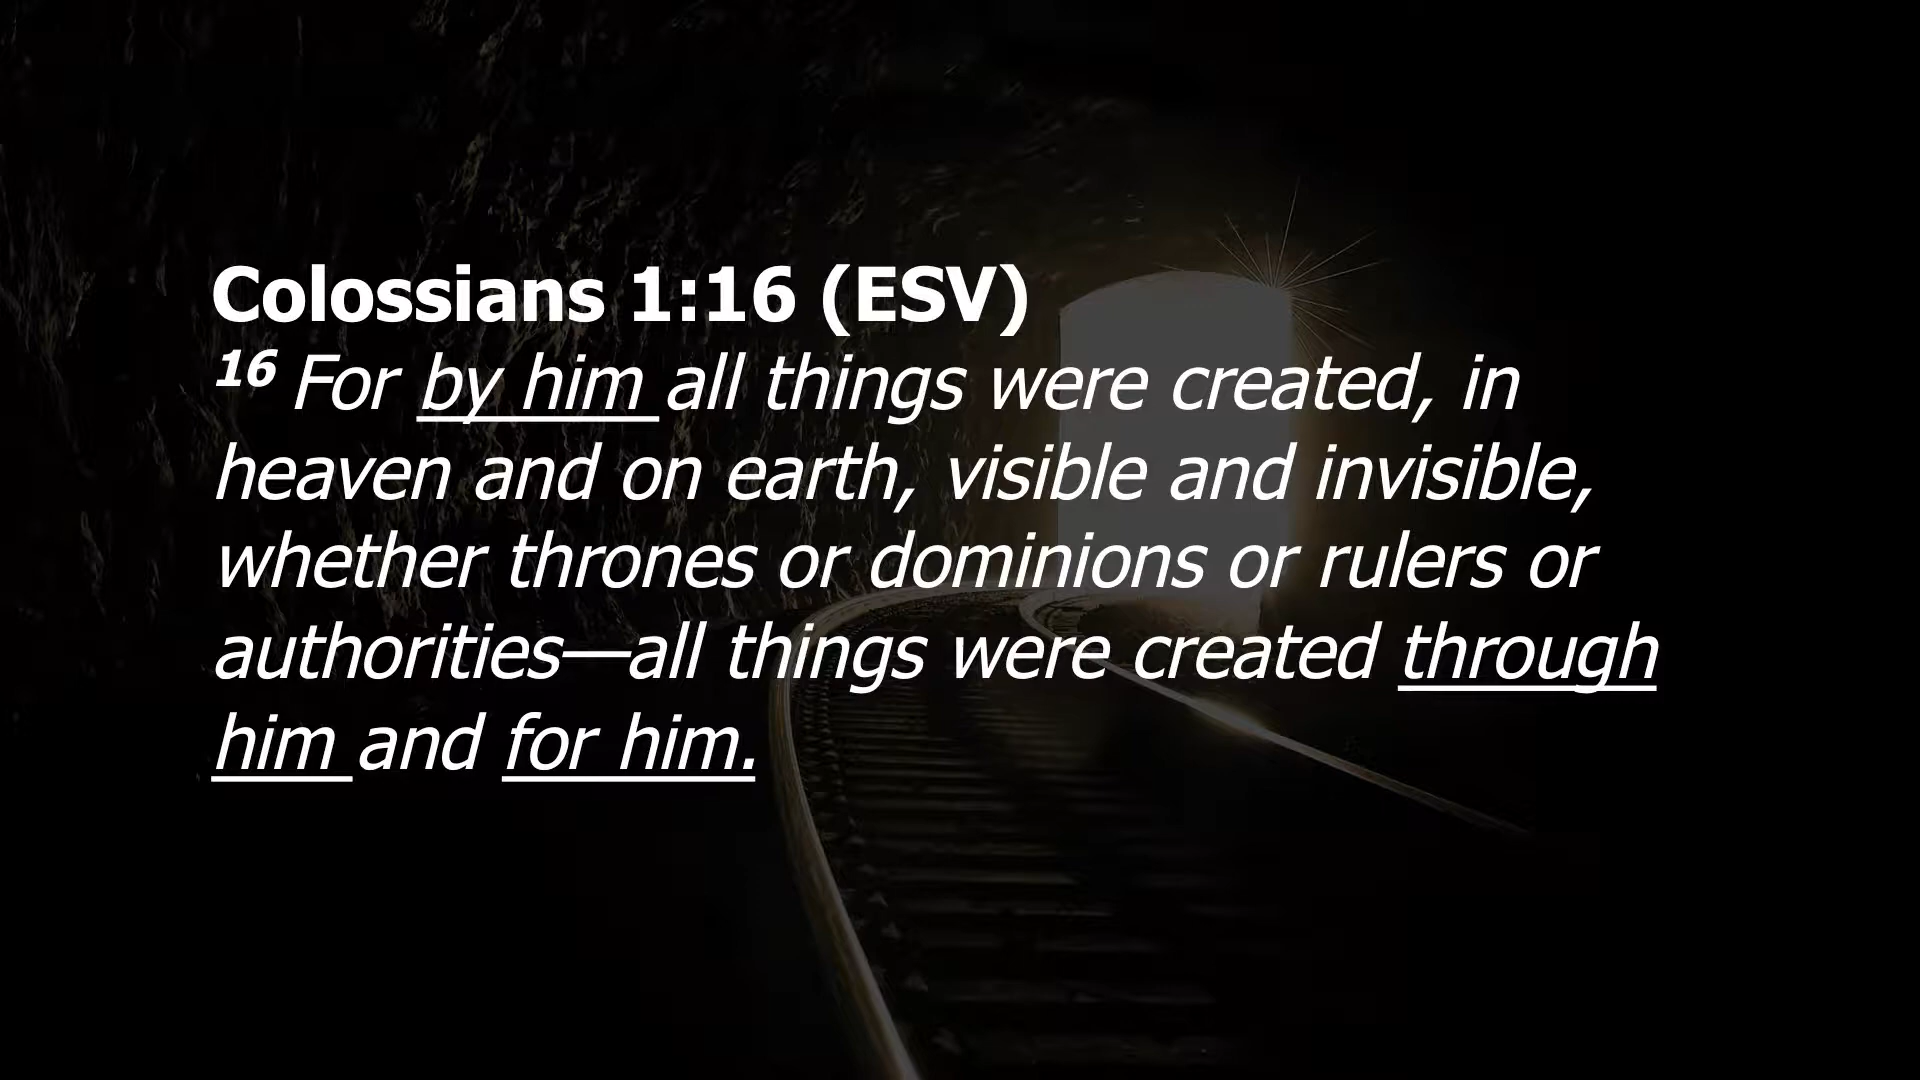 Colossians 1:16 (ESV)
16 For by him all things were created, in
heaven and on earth, visible and invisible,
whether thrones or dominions or rulers or
authorities—all things were created through
him and for him.